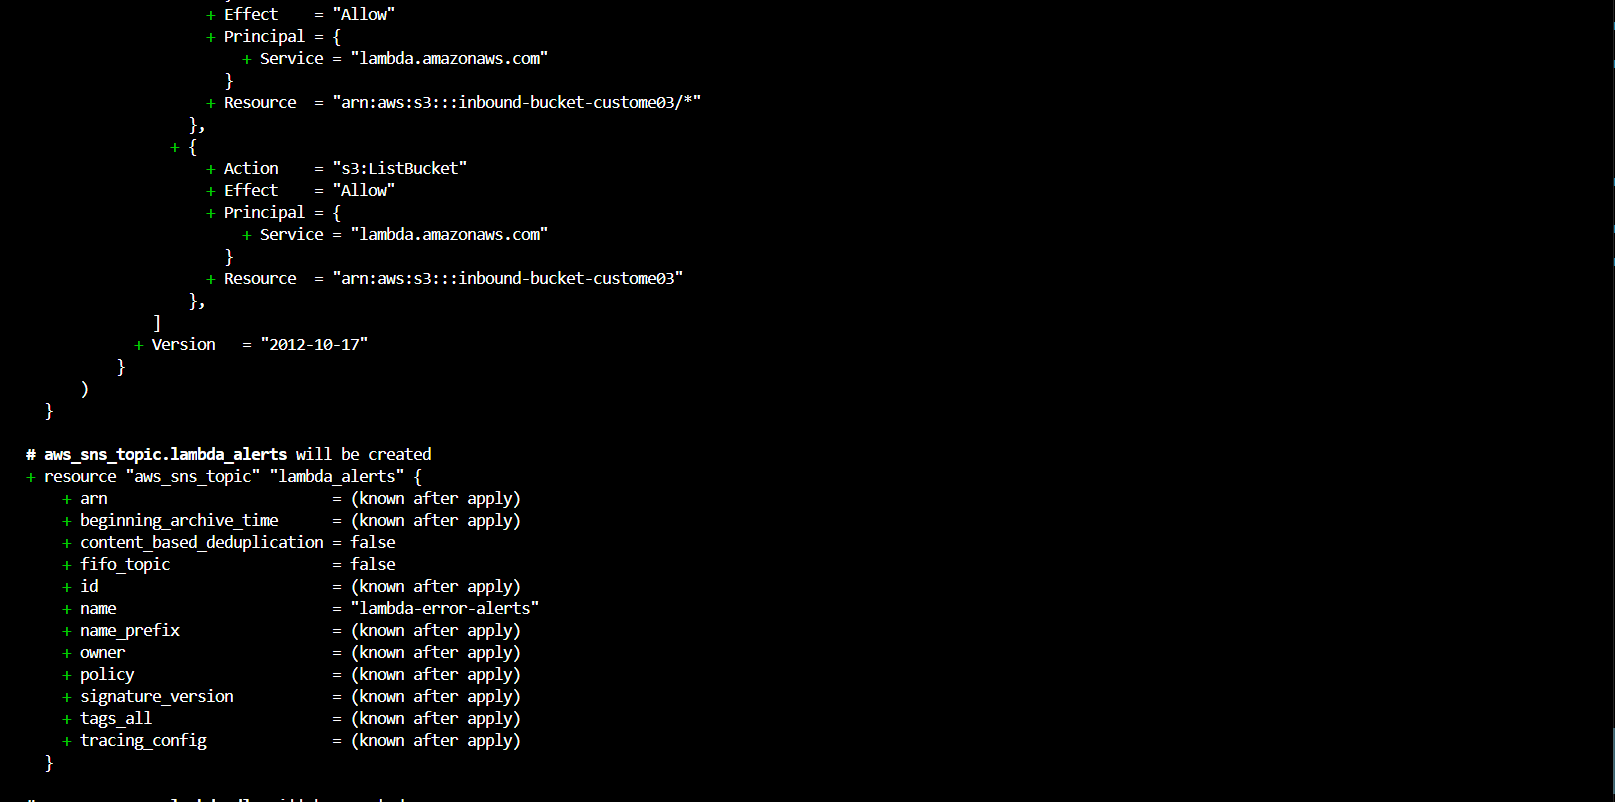 + Effect    = "Allow"
+ Principal = {
+ Service = "lambda.amazonaws.com"
}
+ Resource  = "arn:aws:s3:::inbound-bucket-custome03/*"
},
+ {
+ Action    = "s3:ListBucket"
+ Effect    = "Allow"
+ Principal = {
+ Service = "lambda.amazonaws.com"
}
+ Resource  = "arn:aws:s3:::inbound-bucket-custome03"
},
]
+ Version   = "2012-10-17"
}
)
}
# aws_sns_topic.lambda_alerts will be created
+ resource "aws_sns_topic" "lambda_alerts" {
+ arn                         = (known after apply)
+ beginning_archive_time      = (known after apply)
+ content_based_deduplication = false
+ fifo_topic                  = false
+ id                          = (known after apply)
+ name                        = "lambda-error-alerts"
+ name_prefix                 = (known after apply)
+ owner                       = (known after apply)
+ policy                      = (known after apply)
+ signature_version           = (known after apply)
+ tags_all                    = (known after apply)
+ tracing_config              = (known after apply)
}